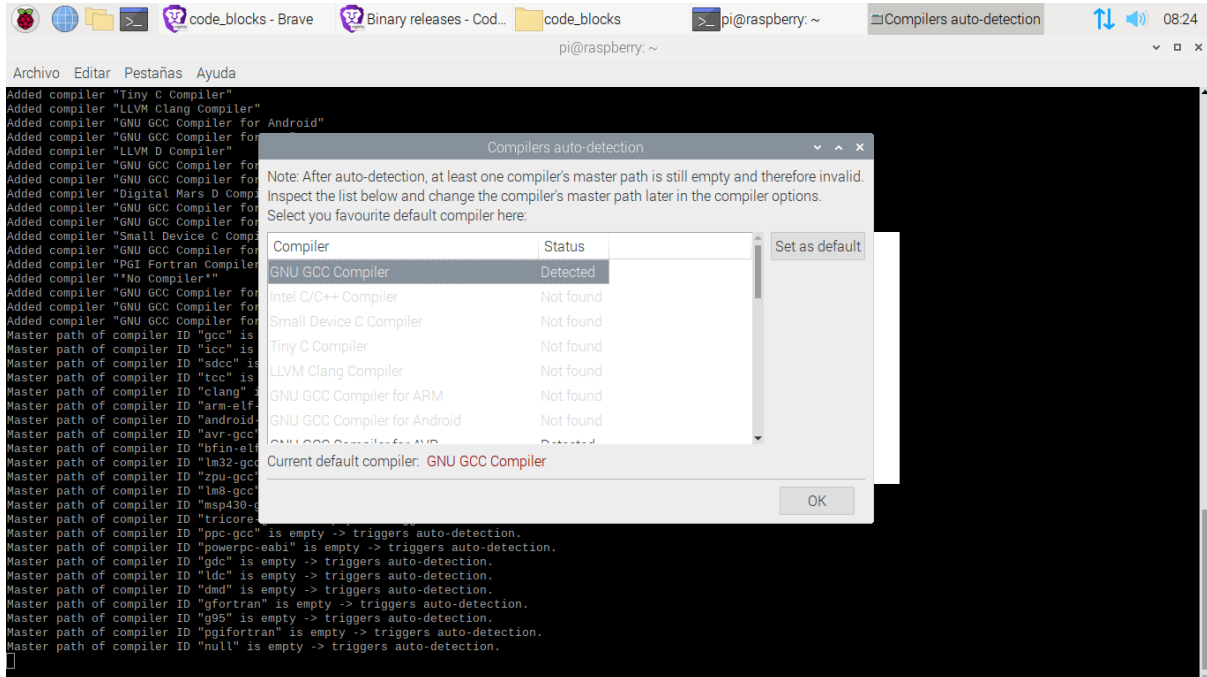 code_blocks - Brave
Binary releases - Cod...
code_blocks
pi@raspberry: ~
Compilers auto-detection
08:24
pi@raspberry: ~
Archivo Editar Pestañas Ayuda
Added compiler "Tiny C Compiler"
Added compiler "LLVM Clang Compiler"
Added compiler "GNU GCC Compiler for Android"
Added compiler "GNU GCC Compiler for
Added compiler "LLVM D Compiler"
Added compiler "GNU GCC Compiler for
Added compiler "GNU GCC Compiler for
Added compiler "Digital Mars D Compi
Added compiler "GNU GCC Compiler for
Added compiler "GNU GCC Compiler for
Added compiler "Small Device C Compi
Added compiler "GNU GCC Compiler for
Added compiler "PGI Fortran Compiler
Added compiler "*No Compiler*"
Added compiler "GNU GCC Compiler for
Added compiler "GNU GCC Compiler for
Added compiler "GNU GCC Compiler for
Master path of compiler ID "gcc" is
Master path of compiler ID "icc" is
Master path of compiler ID "sdcc" is
Master path of compiler ID "tcc" is
Master path of compiler ID "clang"
Master path of compiler ID "arm-elf-
Master path of compiler ID "android-
Master path of compiler ID "avr-gcc"
Master path of compiler ID "bfin-elf
Master path of compiler ID "lm32-gcc
Master path of compiler ID "zpu-gcc"
Master path of compiler ID "lm8-gcc"
Master path of compiler ID "msp430-g
Master path of compiler ID "tricore-
Master path of compiler ID "ppc-gcc" is empty -> triggers auto-detection.
Master path of compiler ID "powerpc-eabi" is empty -> triggers auto-detection.
Master path of compiler ID "gdc" is empty -> triggers auto-detection.
Master path of compiler ID "ldc" is empty -> triggers auto-detection.
Master path of compiler ID "dmd" is empty -> triggers auto-detection.
Master path of compiler ID "gfortran" is empty -> triggers auto-detection.
Master path of compiler ID "g95" is empty -> triggers auto-detection.
Master path of compiler ID "pgifortran" is empty -> triggers auto-detection.
Master path of compiler ID "null" is empty -> triggers auto-detection.
Compilers auto-detection
Note: After auto-detection, at least one compiler's master path is still empty and therefore invalid.
Inspect the list below and change the compiler's master path later in the compiler options.
Select you favourite default compiler here:
Compiler Status
Set as default
GNU GCC Compiler Detected
Intel C/C++ Compiler Not found
Small Device C Compiler Not found
Tiny C Compiler Not found
LLVM Clang Compiler Not found
GNU GCC Compiler for ARM Not found
GNU GCC Compiler for Android Not found
GNU GCC Compiler for AVR Detected
Current default compiler: GNU GCC Compiler
OK